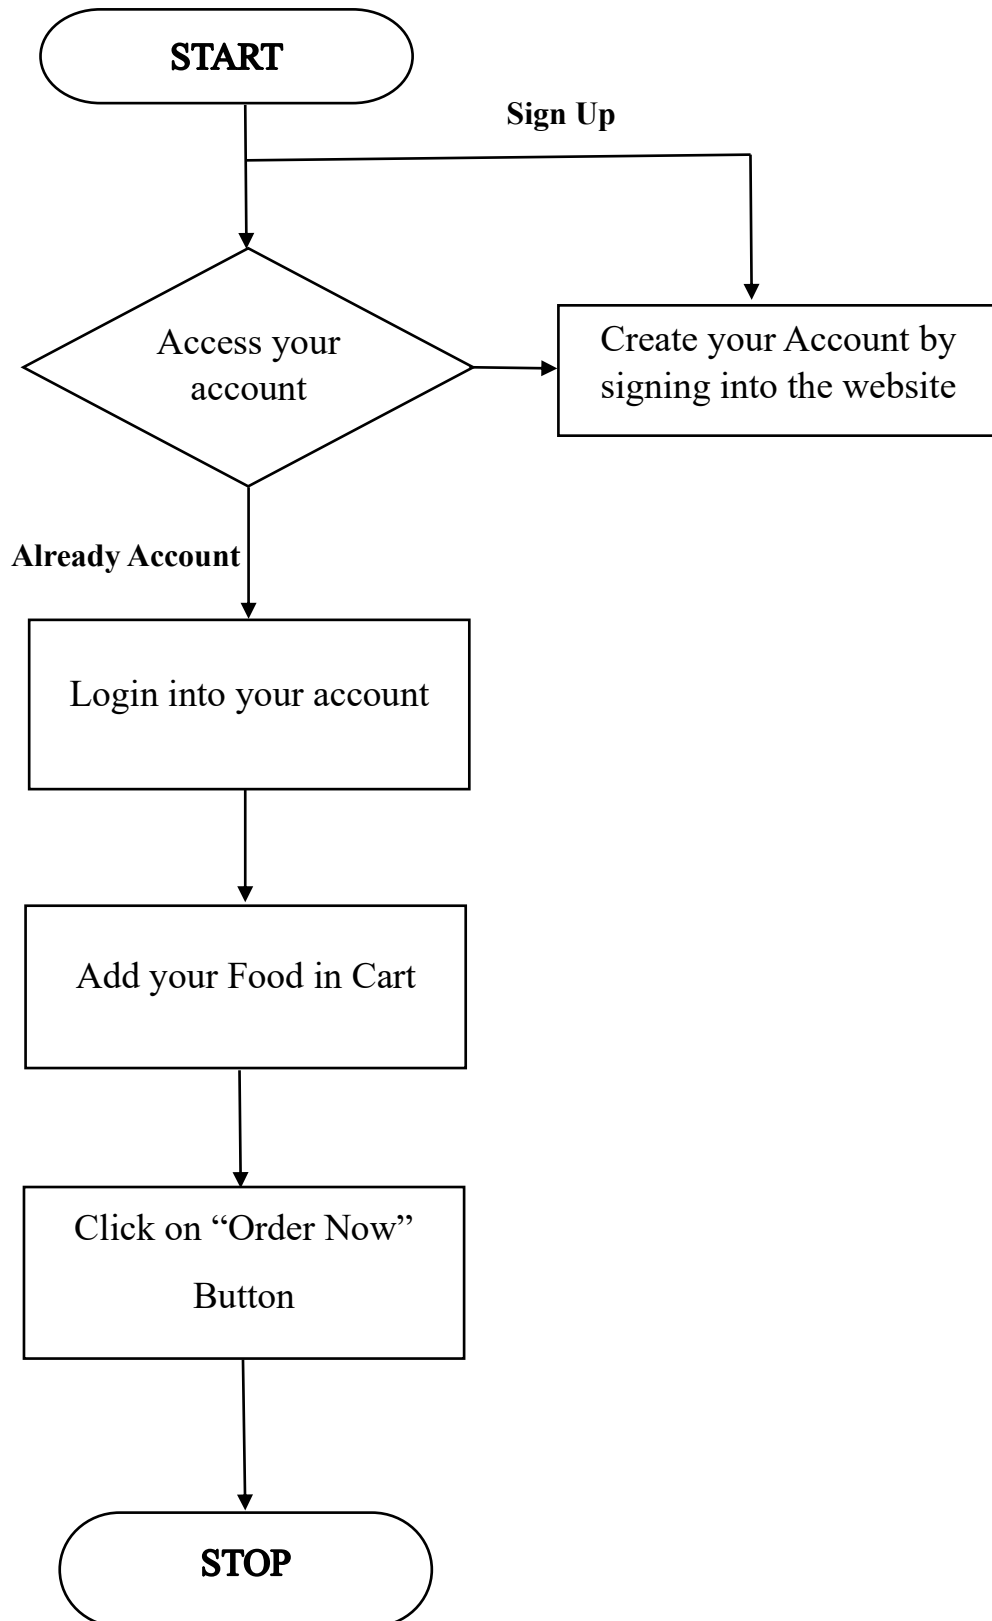 START
Sign Up
Access your
account
Create your Account by
signing into the website
Already Account
Login into your account
Add your Food in Cart
Click on “Order Now”
Button
STOP